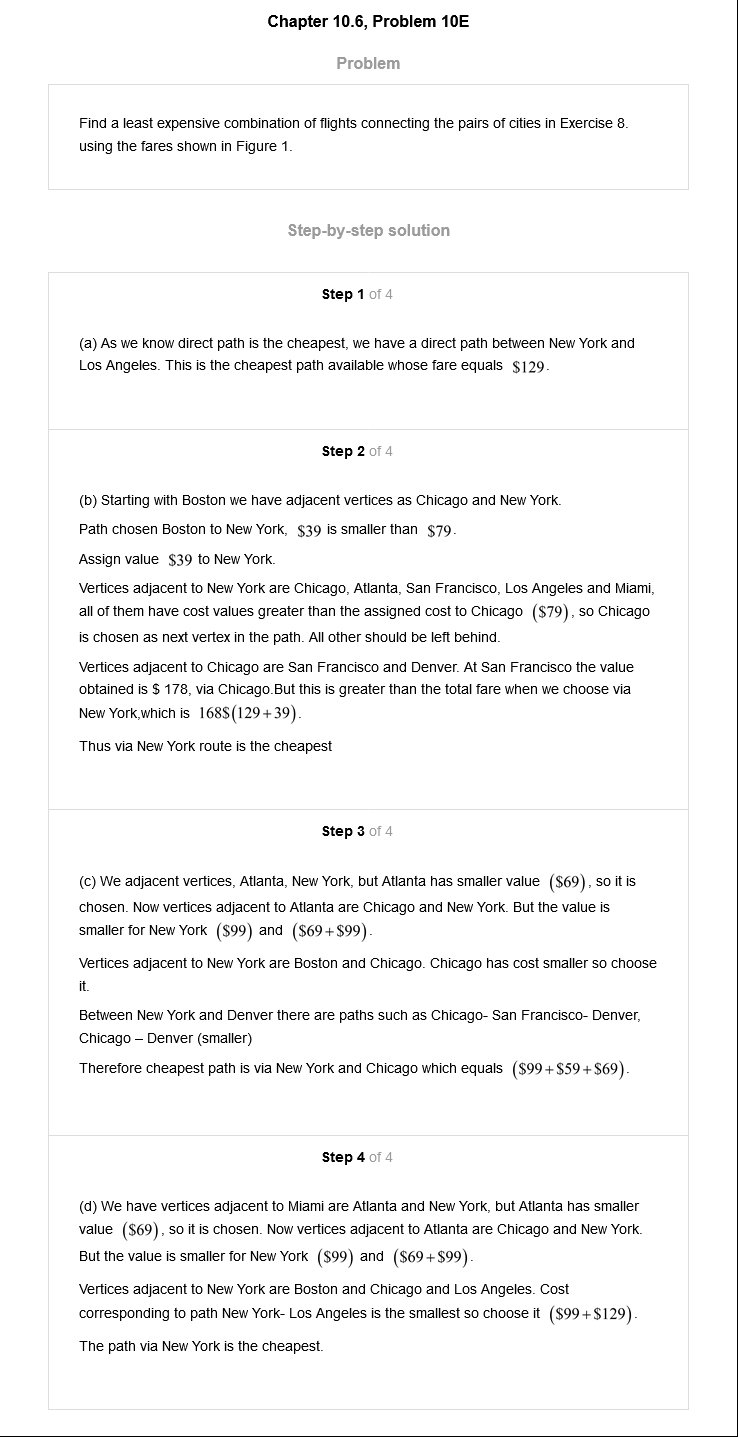 Chapter 10.6, Problem 10E
Problem
Find a least expensive combination of flights connecting the pairs of cities in Exercise 8.
using the fares shown in Figure 1.
Step-by-step solution
Step 1 of 4
(a) As we know direct path is the cheapest, we have a direct path between New York and
Los Angeles. This is the cheapest path available whose fare equals $129.
Step 2 of 4
(b) Starting with Boston we have adjacent vertices as Chicago and New York.
Path chosen Boston to New York, $39 is smaller than $79.
Assign value $39 to New York.
Vertices adjacent to New York are Chicago, Atlanta, San Francisco, Los Angeles and Miami,
all of them have cost values greater than the assigned cost to Chicago ($79), so Chicago
is chosen as next vertex in the path. All other should be left behind.
Vertices adjacent to Chicago are San Francisco and Denver. At San Francisco the value
obtained is $ 178, via Chicago.But this is greater than the total fare when we choose via
New York,which is 168$(129+39).
Thus via New York route is the cheapest
Step 3 of 4
(c) We adjacent vertices, Atlanta, New York, but Atlanta has smaller value ($69), so it is
chosen. Now vertices adjacent to Atlanta are Chicago and New York. But the value is
smaller for New York ($99) and ($69+$99).
Vertices adjacent to New York are Boston and Chicago. Chicago has cost smaller so choose
it.
Between New York and Denver there are paths such as Chicago- San Francisco- Denver,
Chicago – Denver (smaller)
Therefore cheapest path is via New York and Chicago which equals ($99+$59+$69).
Step 4 of 4
(d) We have vertices adjacent to Miami are Atlanta and New York, but Atlanta has smaller
value ($69), so it is chosen. Now vertices adjacent to Atlanta are Chicago and New York.
But the value is smaller for New York ($99) and ($69+$99).
Vertices adjacent to New York are Boston and Chicago and Los Angeles. Cost
corresponding to path New York- Los Angeles is the smallest so choose it ($99+$129).
The path via New York is the cheapest.